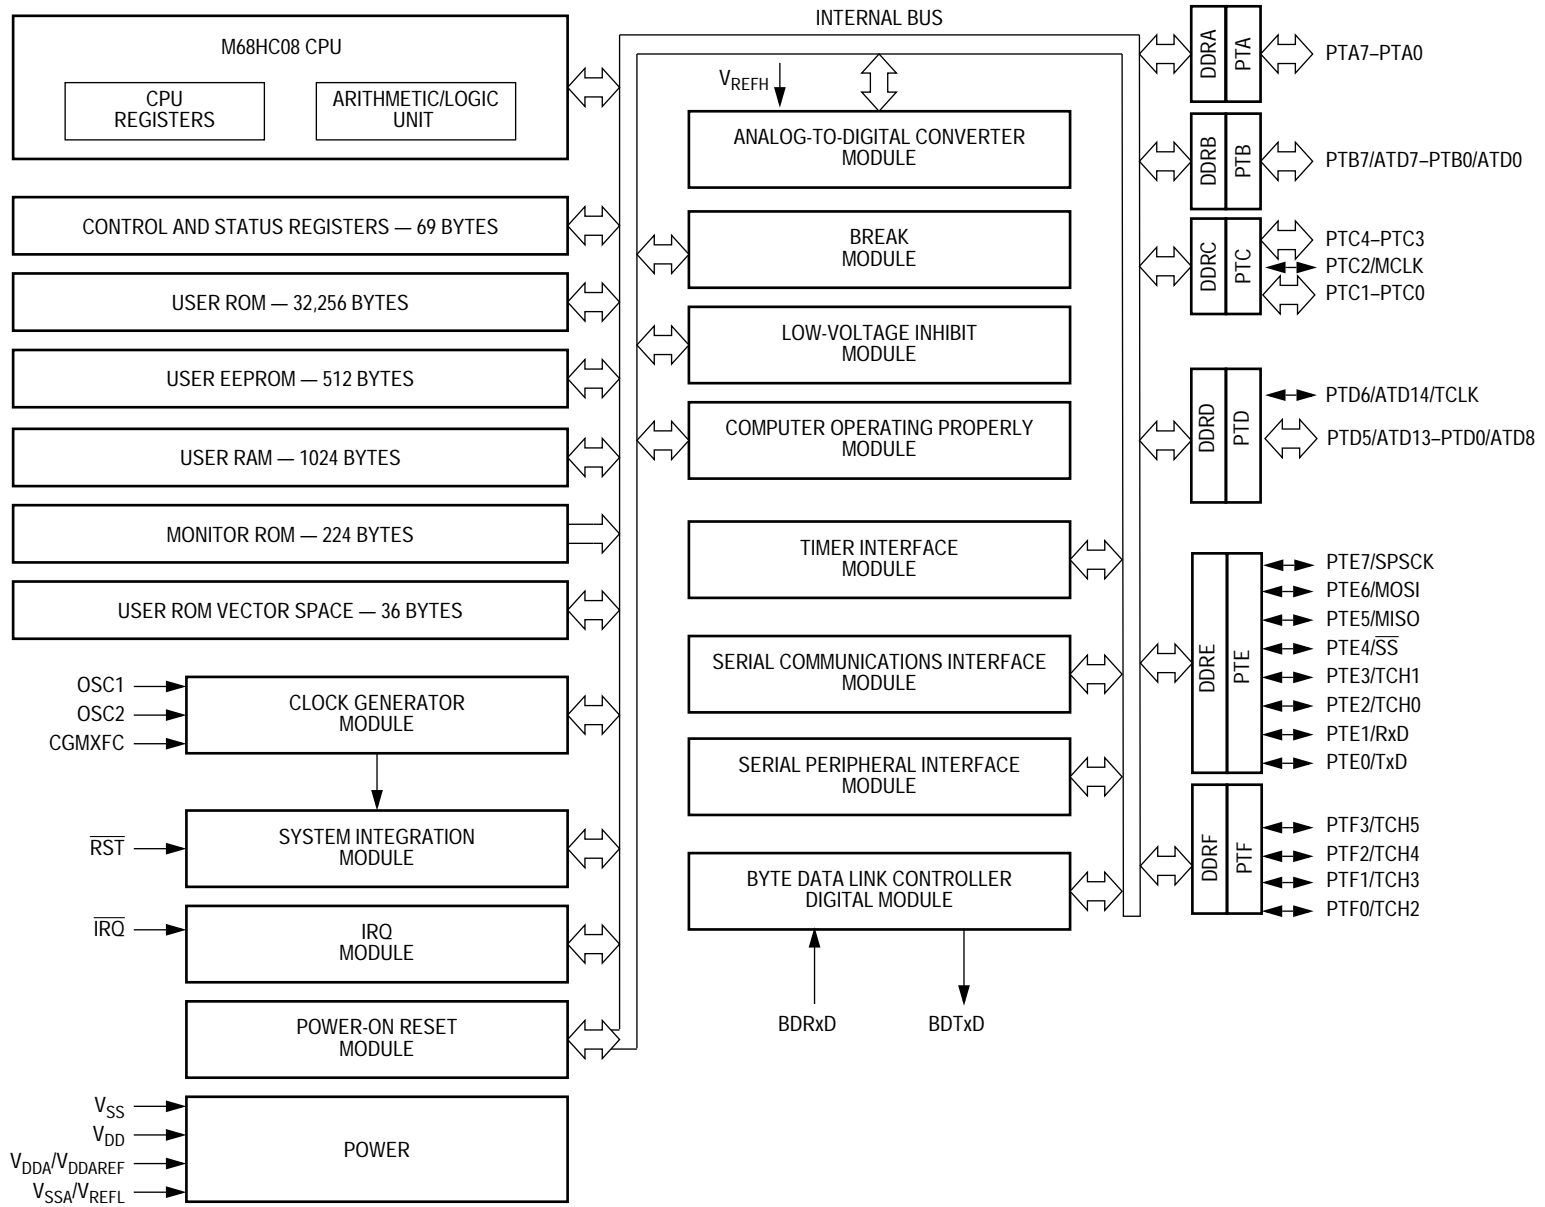 INTERNAL BUS
M68HC08 CPU
CPU
REGISTERS
ARITHMETIC/LOGIC
UNIT
CONTROL AND STATUS REGISTERS — 69 BYTES
USER ROM — 32,256 BYTES
USER EEPROM — 512 BYTES
USER RAM — 1024 BYTES
MONITOR ROM — 224 BYTES
USER ROM VECTOR SPACE — 36 BYTES
OSC1
OSC2
CGMXFC
CLOCK GENERATOR
MODULE
RST
SYSTEM INTEGRATION
MODULE
IRQ
IRQ
MODULE
POWER-ON RESET
MODULE
VSS
VDD
VDDA/VDDAREF
VSSA/VREFL
POWER
VREFH
ANALOG-TO-DIGITAL CONVERTER
MODULE
BREAK
MODULE
LOW-VOLTAGE INHIBIT
MODULE
COMPUTER OPERATING PROPERLY
MODULE
TIMER INTERFACE
MODULE
SERIAL COMMUNICATIONS INTERFACE
MODULE
SERIAL PERIPHERAL INTERFACE
MODULE
BYTE DATA LINK CONTROLLER
DIGITAL MODULE
BDRxD
BDTxD
DDRA
PTA
PTA7–PTA0
DDRB
PTB
PTB7/ATD7–PTB0/ATD0
DDRC
PTC
PTC4–PTC3
PTC2/MCLK
PTC1–PTC0
DDRD
PTD
PTD6/ATD14/TCLK
PTD5/ATD13–PTD0/ATD8
DDRE
PTE
PTE7/SPSCK
PTE6/MOSI
PTE5/MISO
PTE4/SS
PTE3/TCH1
PTE2/TCH0
PTE1/RxD
PTE0/TxD
DDRF
PTF
PTF3/TCH5
PTF2/TCH4
PTF1/TCH3
PTF0/TCH2